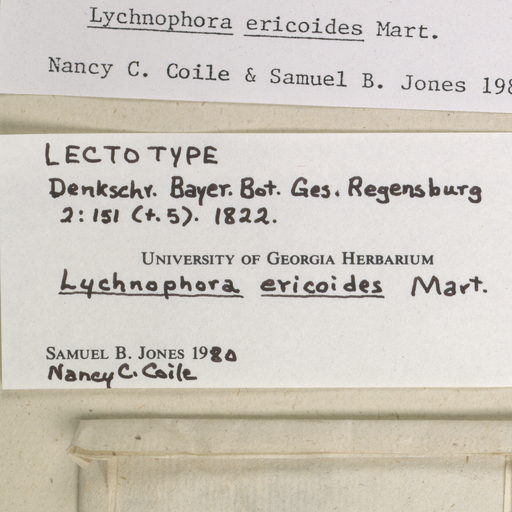 Lychnophora ericoides Mart.
Nancy C. Coile & Samuel B. Jones 198
LECTOTYPE
Denkschr. Bayer. Bot. Ges. Regensburg
2:151 (t.5). 1822.
UNIVERSITY OF GEORGIA HERBARIUM
Lychnophora ericoides Mart.
SAMUEL B. JONES 1980
Nancy C. Coile